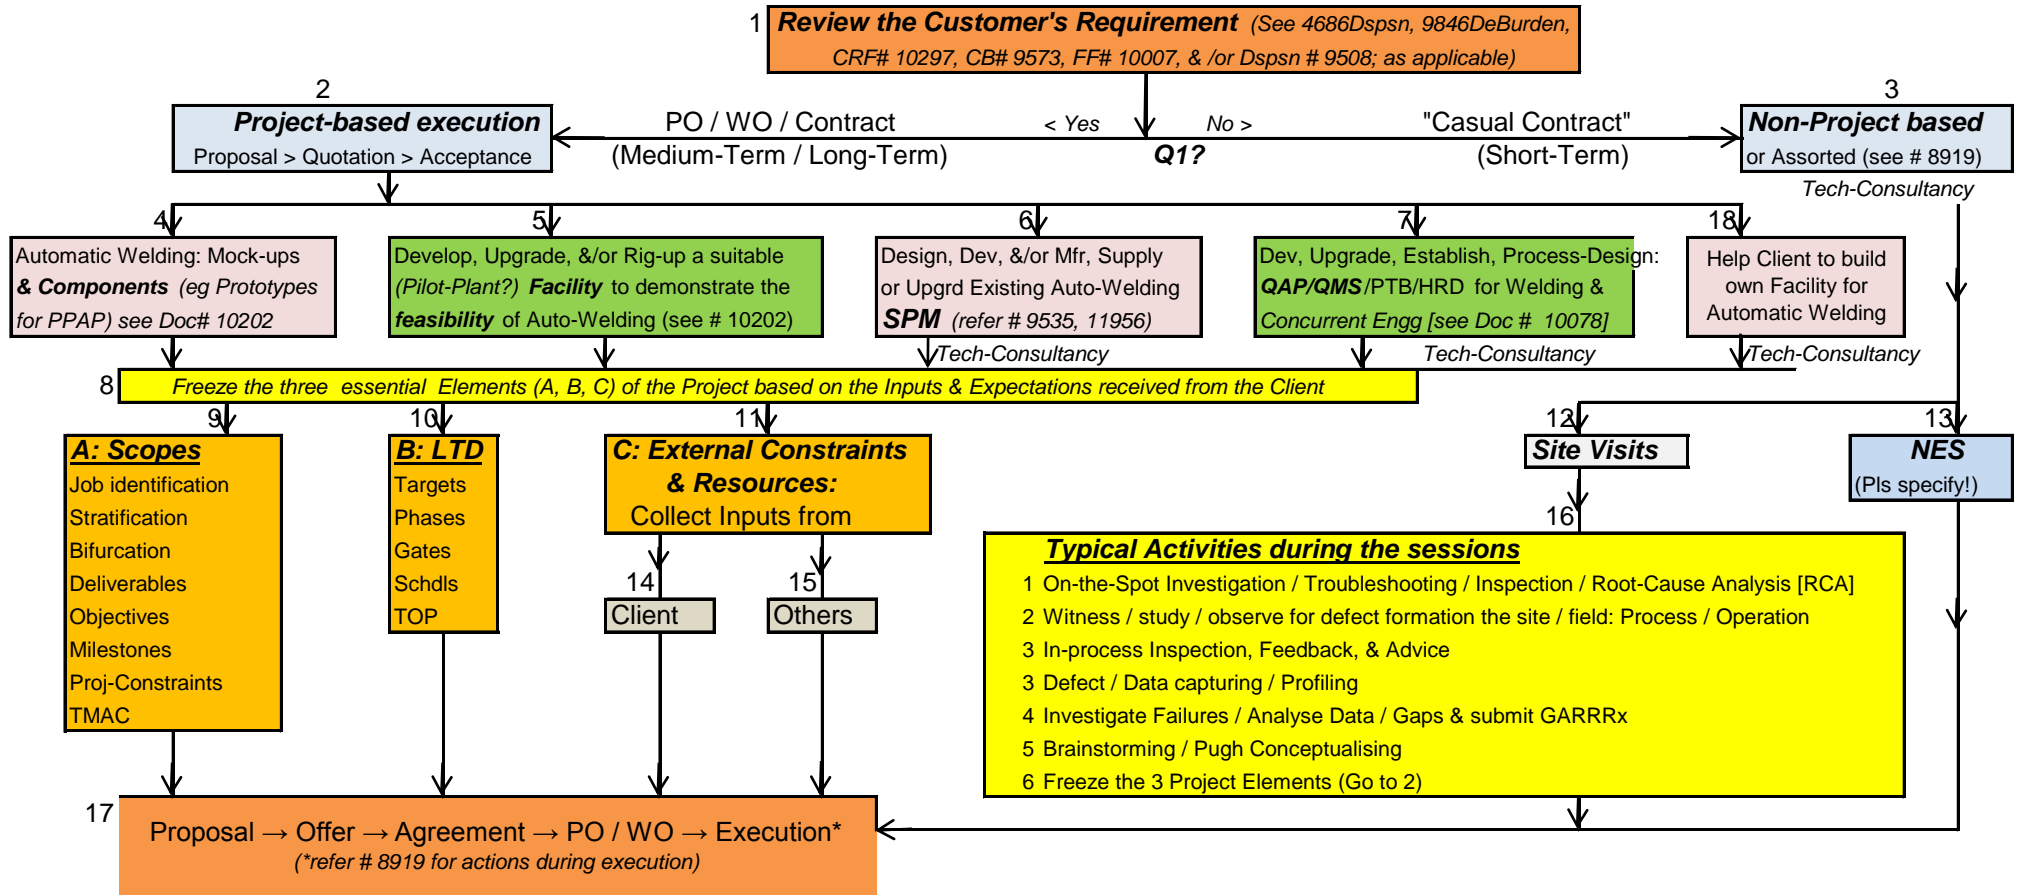 1
Review the Customer's Requirement (See 4686Dspsn, 9846DeBurden,
CRF# 10297, CB# 9573, FF# 10007, & /or Dspsn # 9508; as applicable)
2
Project-based execution
Proposal > Quotation > Acceptance
PO / WO / Contract
(Medium-Term / Long-Term)
< Yes
No >
Q1?
"Casual Contract"
(Short-Term)
3
Non-Project based
or Assorted (see # 8919)
Tech-Consultancy
4
Automatic Welding: Mock-ups
& Components (eg Prototypes
for PPAP) see Doc# 10202
5
Develop, Upgrade, &/or Rig-up a suitable
(Pilot-Plant?) Facility to demonstrate the
feasibility of Auto-Welding (see # 10202)
6
Design, Dev, &/or Mfr, Supply
or Upgrd Existing Auto-Welding
SPM (refer # 9535, 11956)
Tech-Consultancy
7
Dev, Upgrade, Establish, Process-Design:
QAP/QMS/PTB/HRD for Welding &
Concurrent Engg [see Doc # 10078]
Tech-Consultancy
18
Help Client to build
own Facility for
Automatic Welding
Tech-Consultancy
8
Freeze the three essential Elements (A, B, C) of the Project based on the Inputs & Expectations received from the Client
9
A: Scopes
Job identification
Stratification
Bifurcation
Deliverables
Objectives
Milestones
Proj-Constraints
TMAC
10
B: LTD
Targets
Phases
Gates
Schdls
TOP
11
C: External Constraints
& Resources:
Collect Inputs from
14
Client
15
Others
12
Site Visits
13
NES
(Pls specify!)
16
Typical Activities during the sessions
1 On-the-Spot Investigation / Troubleshooting / Inspection / Root-Cause Analysis [RCA]
2 Witness / study / observe for defect formation the site / field: Process / Operation
3 In-process Inspection, Feedback, & Advice
3 Defect / Data capturing / Profiling
4 Investigate Failures / Analyse Data / Gaps & submit GARRRx
5 Brainstorming / Pugh Conceptualising
6 Freeze the 3 Project Elements (Go to 2)
17
Proposal → Offer → Agreement → PO / WO → Execution*
(*refer # 8919 for actions during execution)